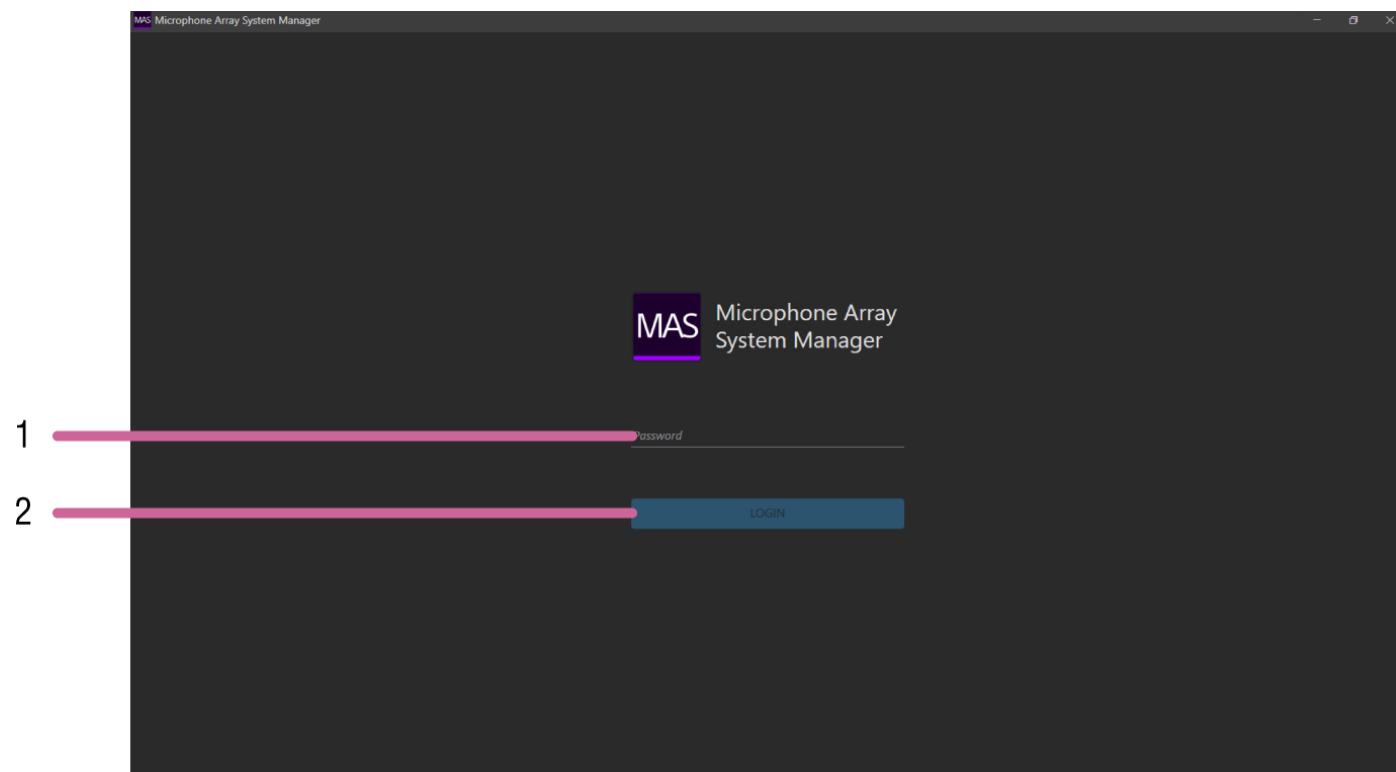 MAS Microphone Array System Manager
MAS
Microphone Array
System Manager
1
Password
2
LOGIN